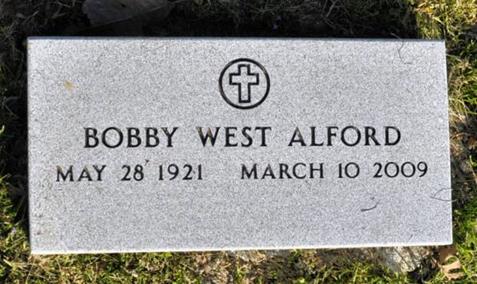 BOBBY WEST ALFORD
MAY 28 1921 MARCH 10 2009